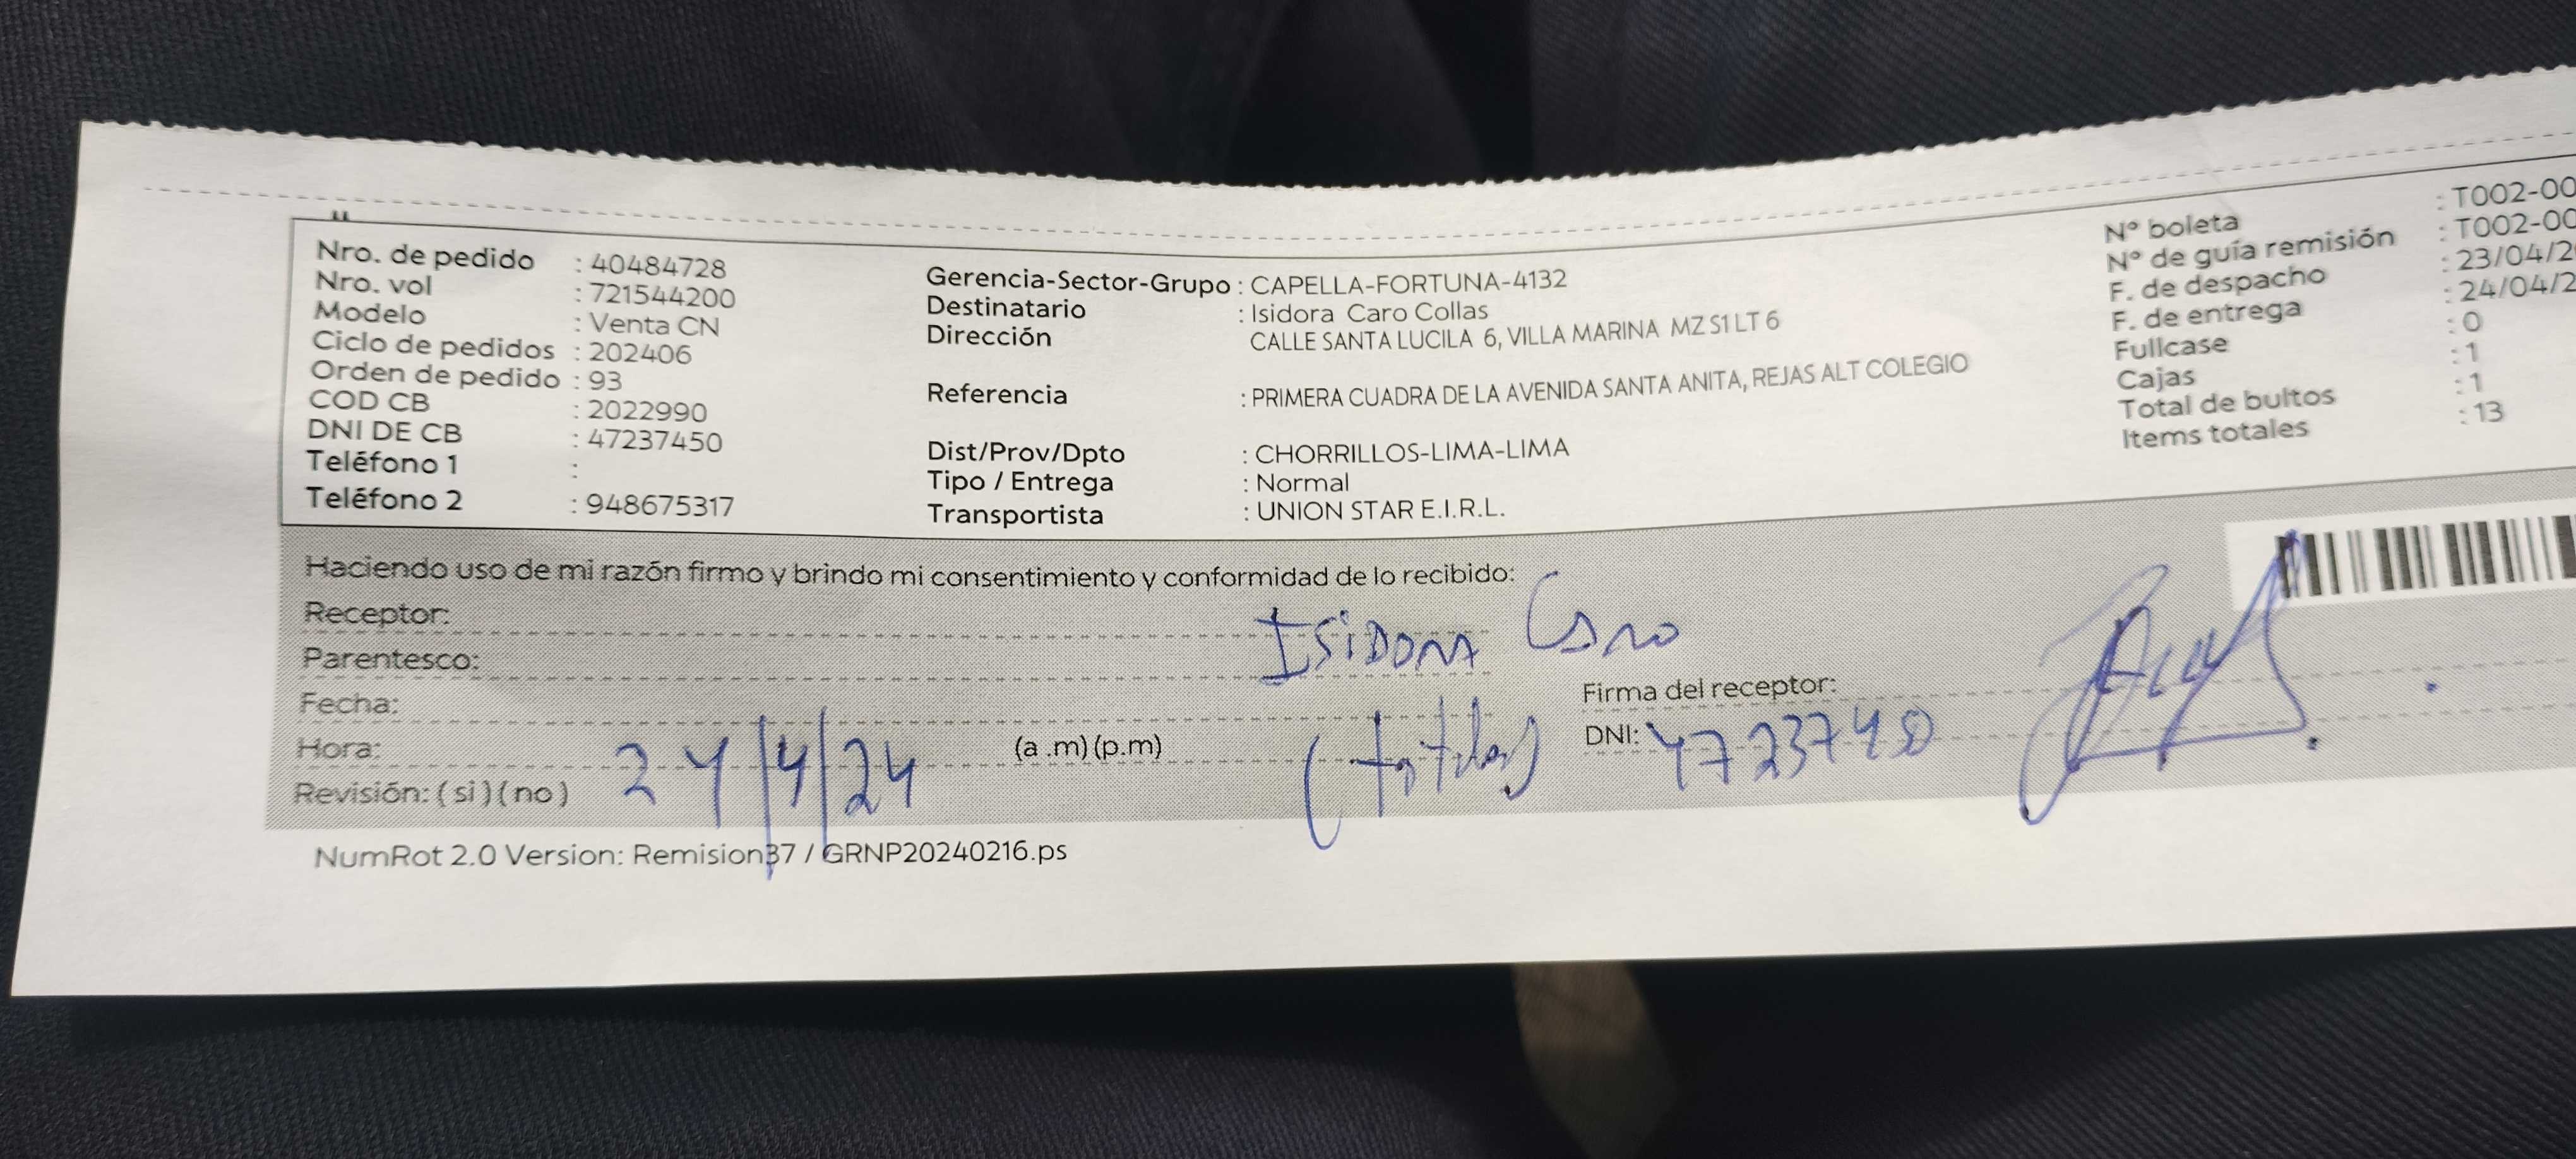 Nro. de pedido : 40484728
Nro. vol : 721544200
Modelo : Venta CN
Ciclo de pedidos : 202406
Orden de pedido : 93
COD CB : 2022990
DNI DE CB : 47237450
Teléfono 1 :
Teléfono 2 : 948675317
Gerencia-Sector-Grupo : CAPELLA-FORTUNA-4132
Destinatario : Isidora Caro Collas
Dirección CALLE SANTA LUCILA 6, VILLA MARINA MZ S1 LT 6
Referencia : PRIMERA CUADRA DE LA AVENIDA SANTA ANITA, REJAS ALT COLEGIO
Dist/Prov/Dpto : CHORRILLOS-LIMA-LIMA
Tipo / Entrega : Normal
Transportista : UNION STAR E.I.R.L.
N° boleta : T002-00
N° de guía remisión : T002-00
F. de despacho : 23/04/2
F. de entrega : 24/04/2
Fullcase : 0
Cajas : 1
Total de bultos : 1
Items totales : 13
Haciendo uso de mi razón firmo y brindo mi consentimiento y conformidad de lo recibido:
Receptor: Isidora Caro
Parentesco:
Fecha:
Firma del receptor:
Hora: 24/4/24 (a .m) (p.m) (titular) DNI: 47237450
Revisión: ( si ) ( no )
NumRot 2.0 Version: Remision37 / GRNP20240216.ps